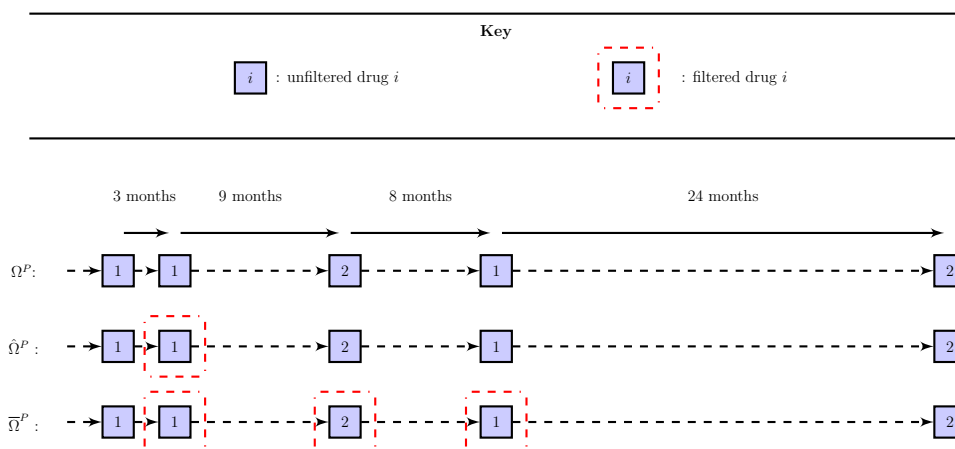 Key
i : unfiltered drug i i : filtered drug i
3 months 9 months 8 months 24 months
Ω^P: 1 1 2 1 2
Ω̂^P : 1 1 2 1 2
Ω̅^P : 1 1 2 1 2